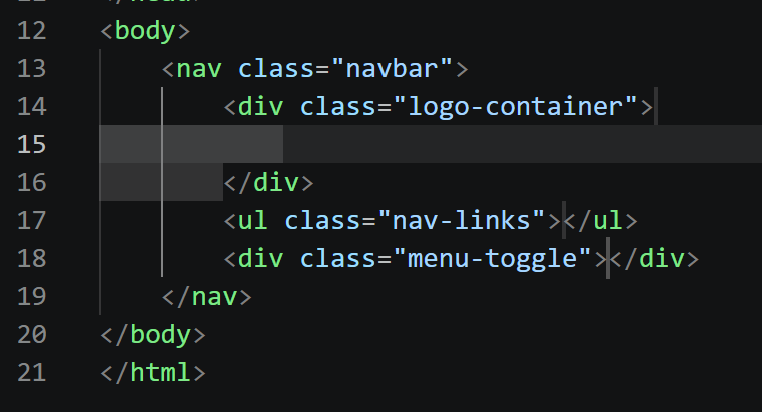 12 <body>
13 <nav class="navbar">
14 <div class="logo-container">
15
16 </div>
17 <ul class="nav-links"></ul>
18 <div class="menu-toggle"></div>
19 </nav>
20 </body>
21 </html>